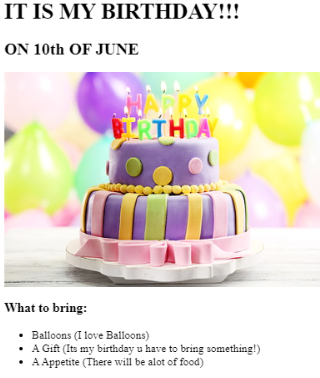 IT IS MY BIRTHDAY!!!
ON 10th OF JUNE
HAPPY
BIRTHDAY
What to bring:
Balloons (I love Balloons)
A Gift (Its my birthday u have to bring something!)
A Appetite (There will be alot of food)